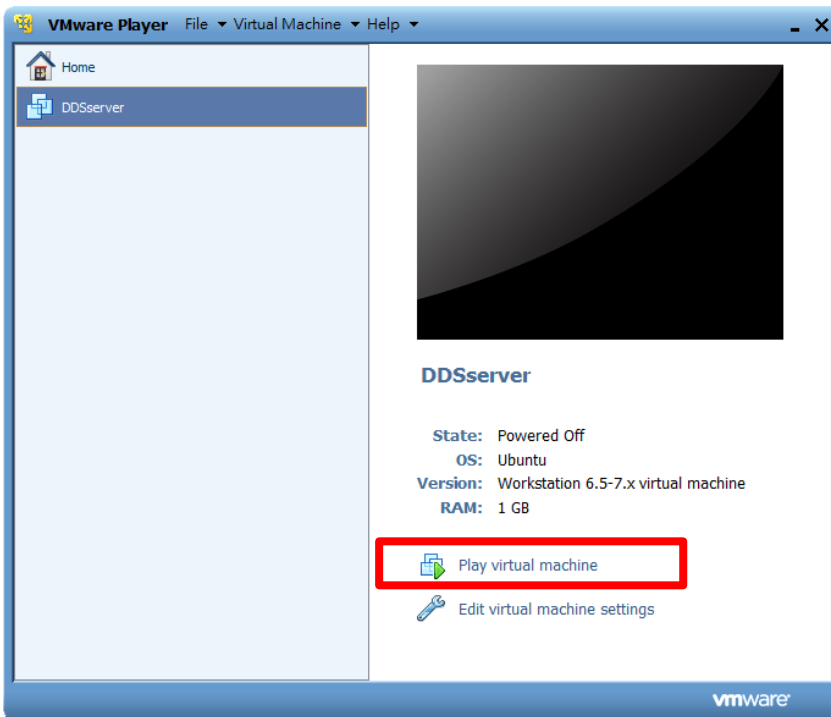 VMware Player File Virtual Machine Help
Home
DDSserver
DDSserver
State: Powered Off
OS: Ubuntu
Version: Workstation 6.5-7.x virtual machine
RAM: 1 GB
Play virtual machine
Edit virtual machine settings
vmware